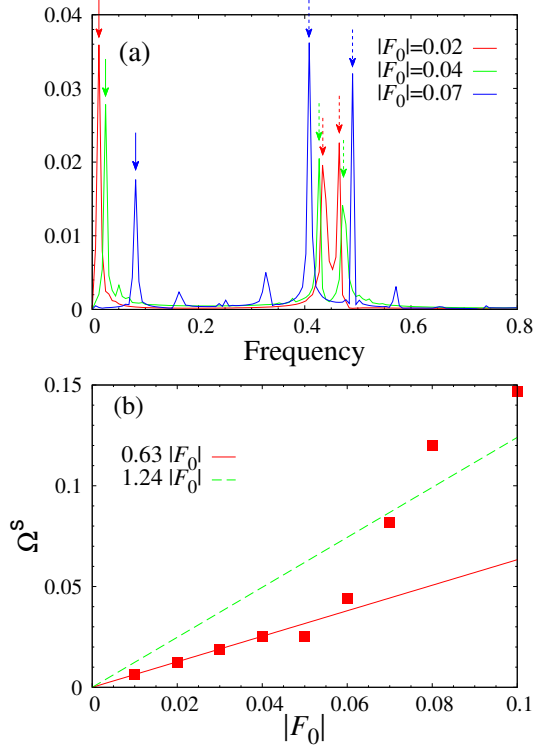 0.04
0.03
0.02
0.01
0
(a)
|F₀|=0.02
|F₀|=0.04
|F₀|=0.07
0.0 0.2 0.4 0.6 0.8
Frequency
0.15
0.10
0.05
0
Ωˢ
(b)
0.63 |F₀|
1.24 |F₀|
0 0.02 0.04 0.06 0.08 0.1
|F₀|